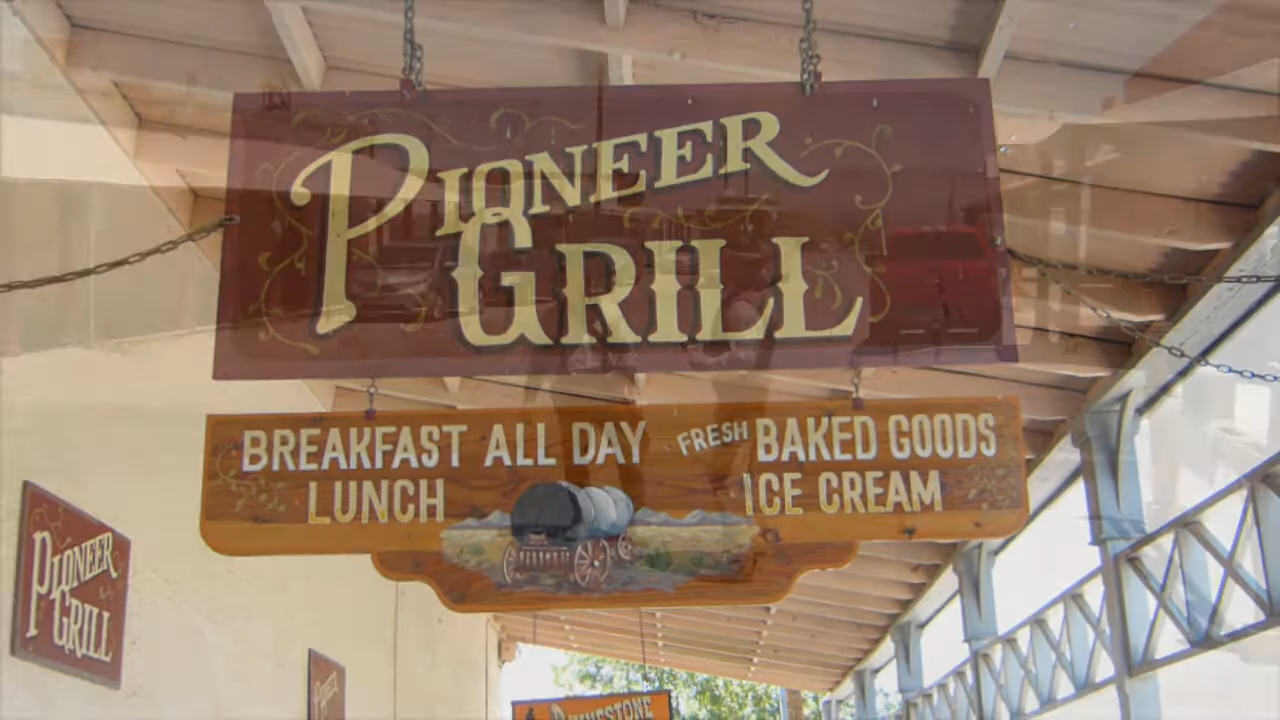 PIONEER
GRILL
BREAKFAST ALL DAY
LUNCH
FRESH BAKED GOODS
ICE CREAM
PIONEER
GRILL